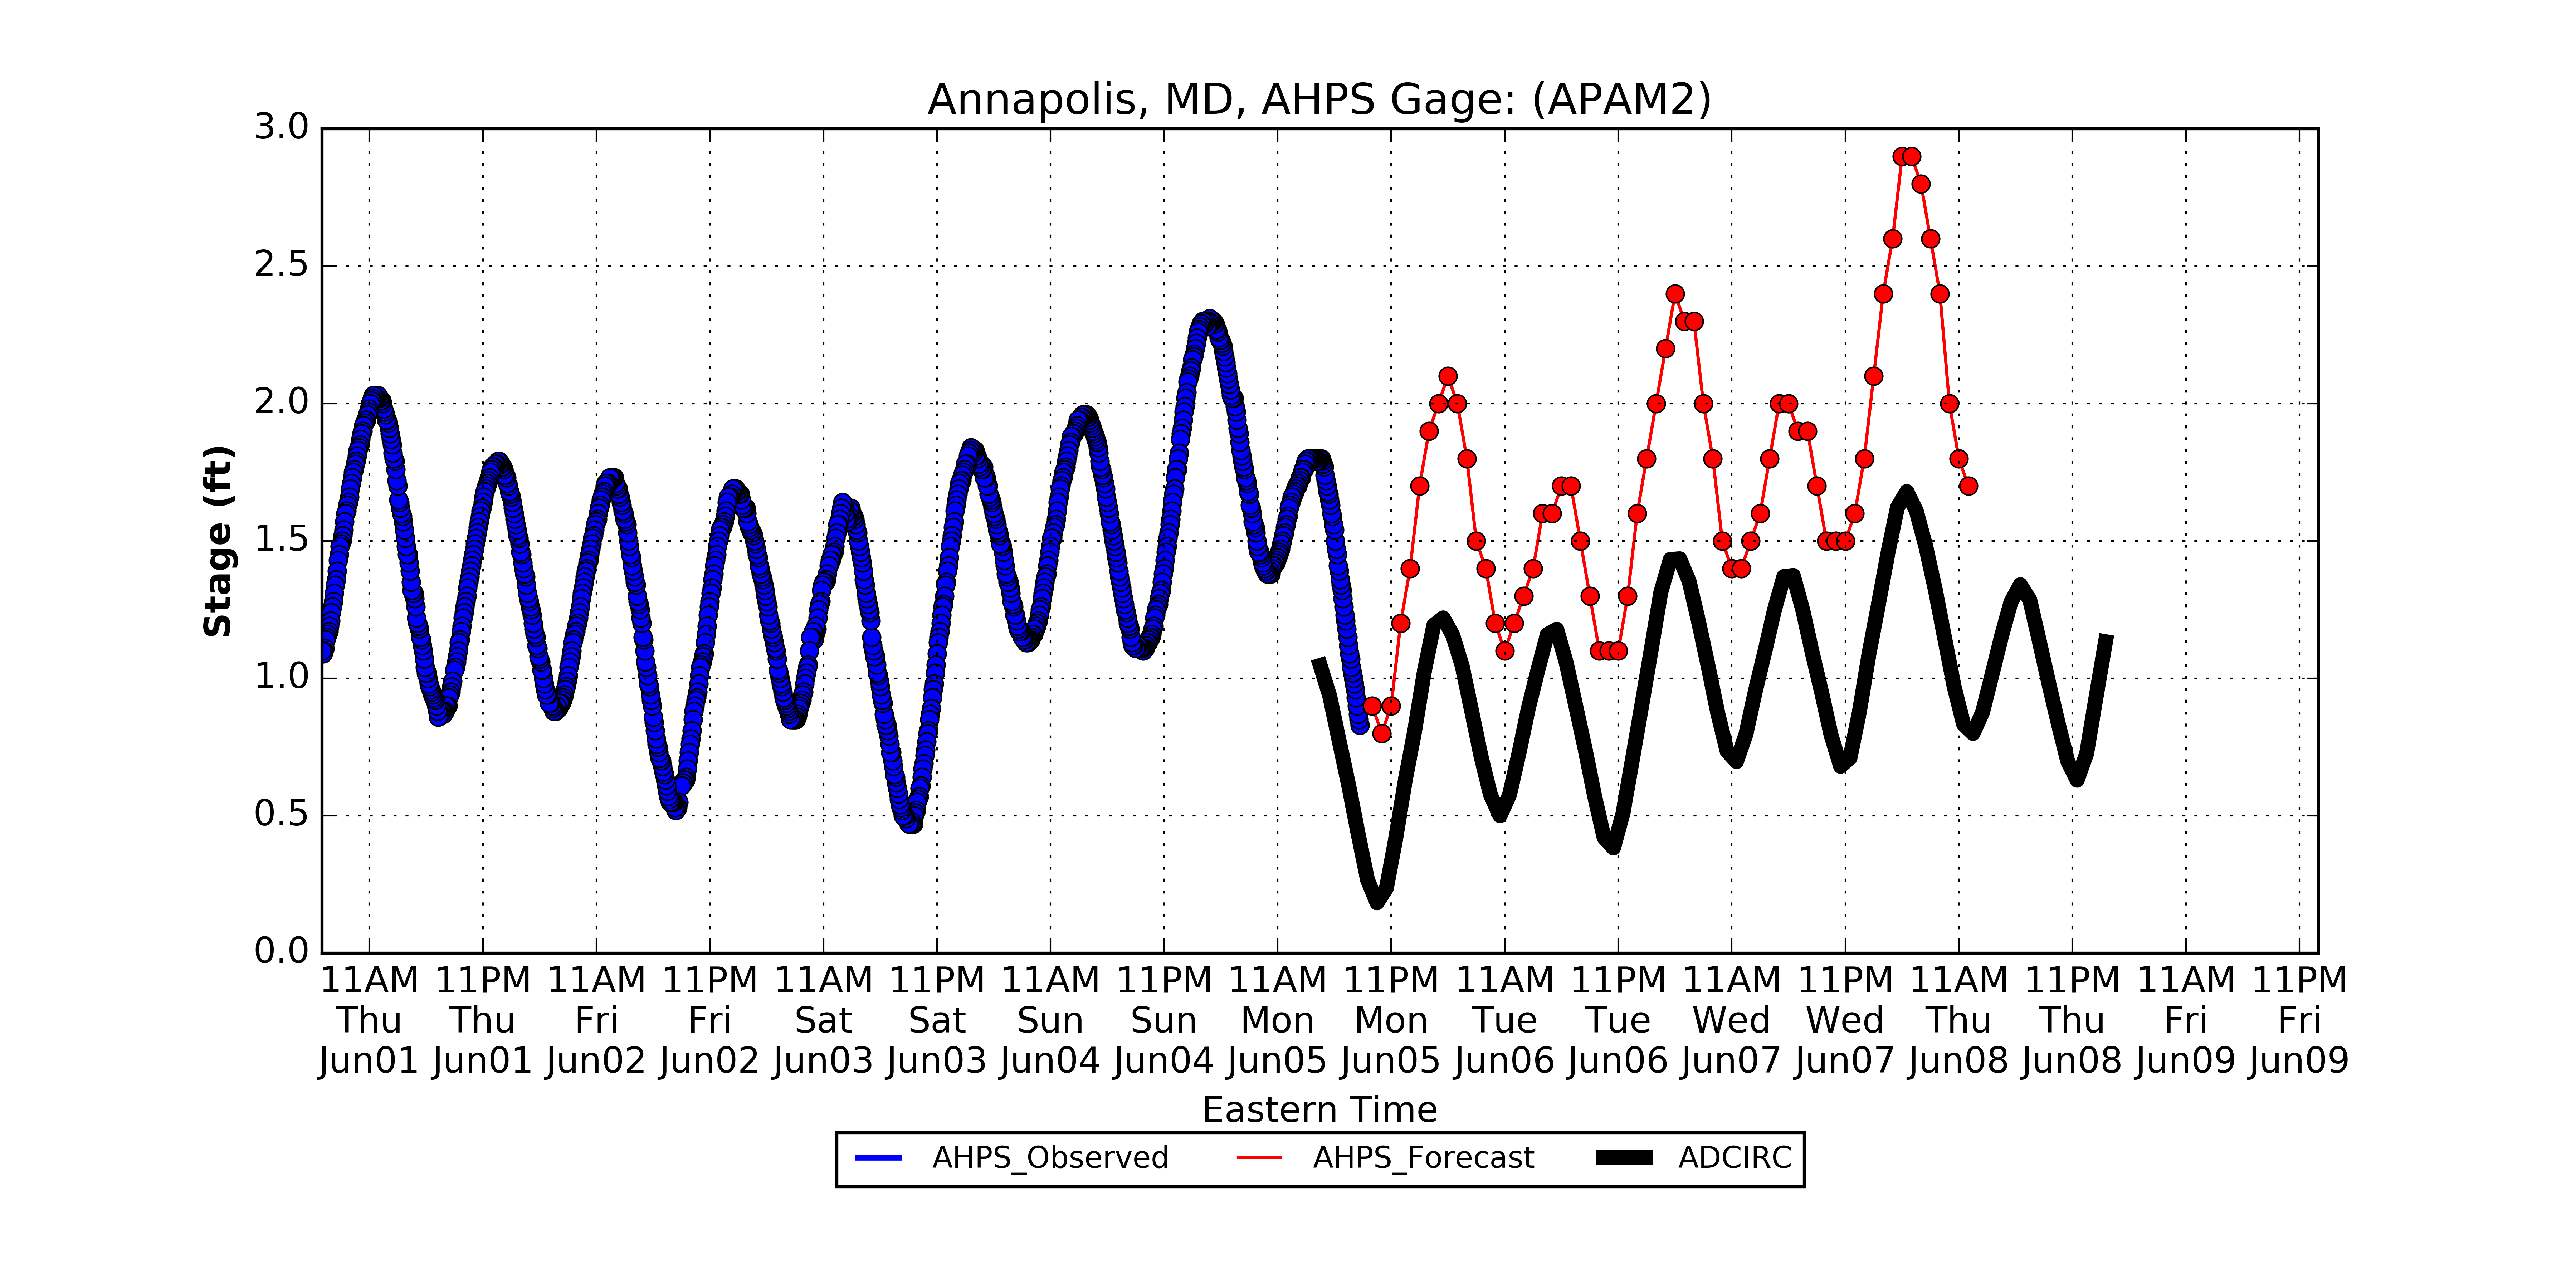 Annapolis, MD, AHPS Gage: (APAM2)
3.0
2.5
2.0
1.5
1.0
0.5
0.0
Stage (ft)
11AM 11PM 11AM 11PM 11AM 11PM 11AM 11PM 11AM 11PM 11AM 11PM 11AM 11PM 11AM 11PM 11AM 11PM
Thu Thu Fri Fri Sat Sat Sun Sun Mon Mon Tue Tue Wed Wed Thu Thu Fri Fri
Jun01 Jun01 Jun02 Jun02 Jun03 Jun03 Jun04 Jun04 Jun05 Jun05 Jun06 Jun06 Jun07 Jun07 Jun08 Jun08 Jun09 Jun09
Eastern Time
AHPS_Observed AHPS_Forecast ADCIRC